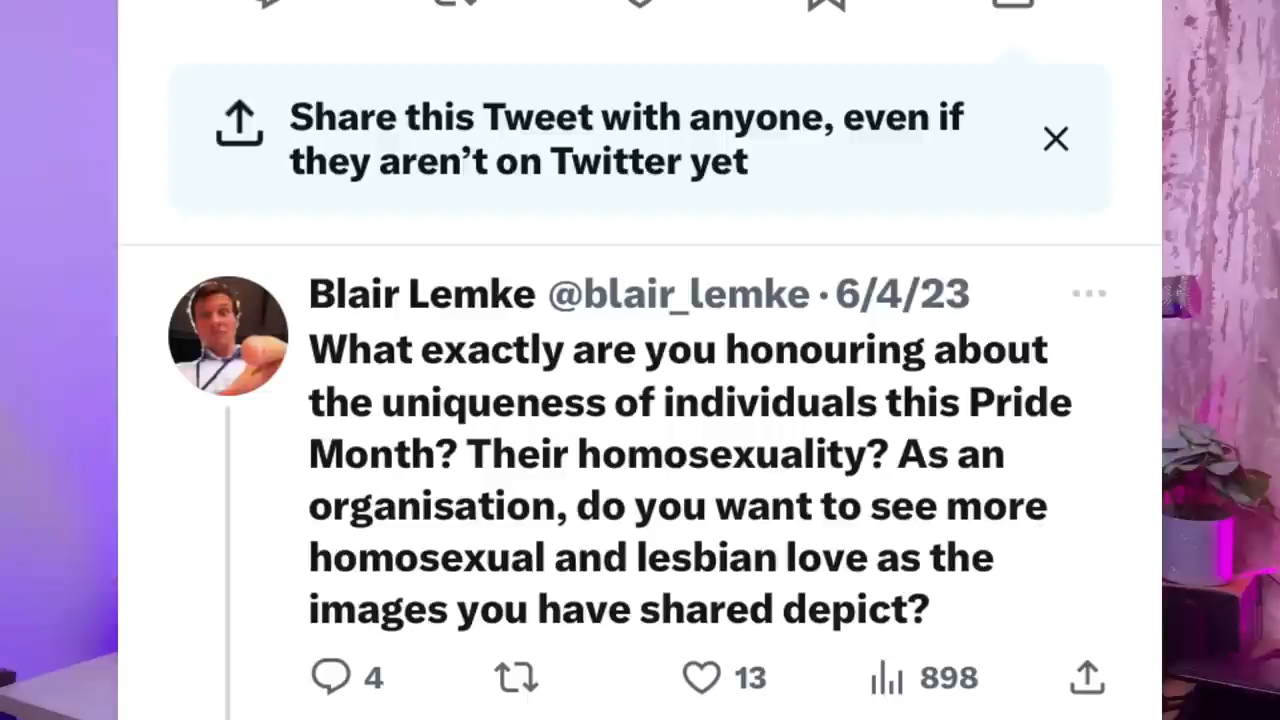 Share this Tweet with anyone, even if
they aren’t on Twitter yet
Blair Lemke @blair_lemke · 6/4/23
What exactly are you honouring about
the uniqueness of individuals this Pride
Month? Their homosexuality? As an
organisation, do you want to see more
homosexual and lesbian love as the
images you have shared depict?
4 13 898